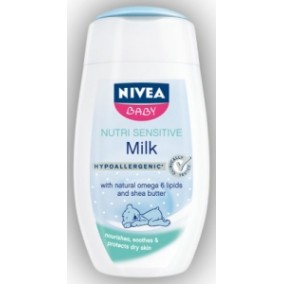 NIVEA
BABY
NUTRI SENSITIVE
Milk
HYPOALLERGENIC*
with natural omega 6 lipids
and shea butter
nourishes, soothes &
protects dry skin